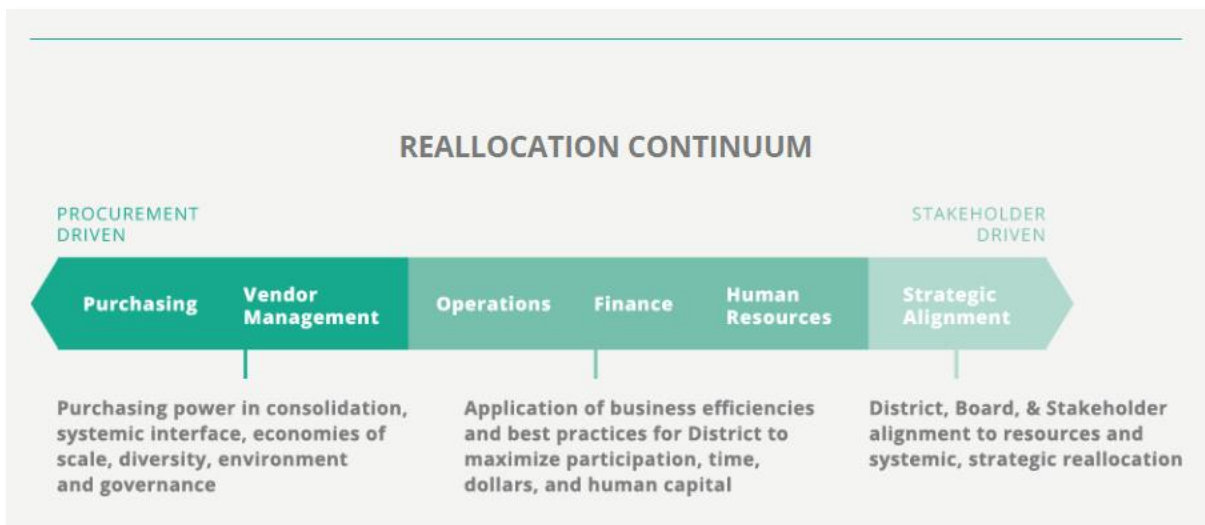 REALLOCATION CONTINUUM
PROCUREMENT
DRIVEN
STAKEHOLDER
DRIVEN
Purchasing
Vendor
Management
Operations
Finance
Human
Resources
Strategic
Alignment
Purchasing power in consolidation,
systemic interface, economies of
scale, diversity, environment
and governance
Application of business efficiencies
and best practices for District to
maximize participation, time,
dollars, and human capital
District, Board, & Stakeholder
alignment to resources and
systemic, strategic reallocation